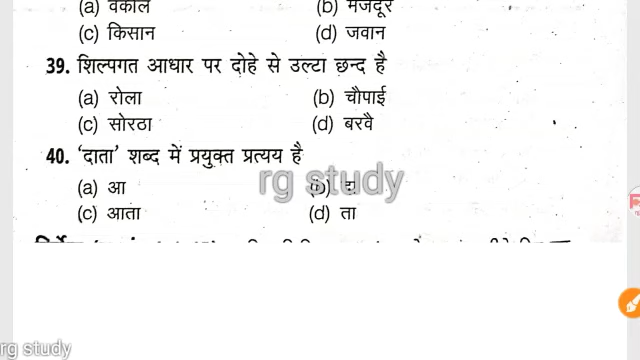 (a) वकील (b) मजदूर
(c) किसान (d) जवान
39. शिल्पगत आधार पर दोहे से उल्टा छन्द है
(a) रोला (b) चौपाई
(c) सोरठा (d) बरवै
40. ‘दाता’ शब्द में प्रयुक्त प्रत्यय है
rg study
(a) आ (b) दा
(c) आता (d) ता
rg study